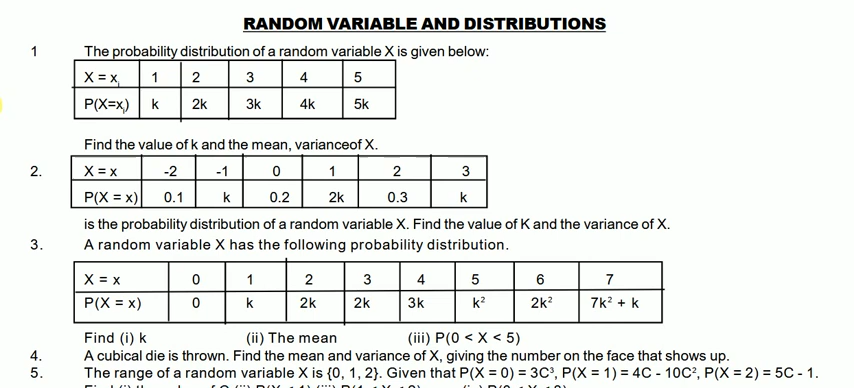 RANDOM VARIABLE AND DISTRIBUTIONS
1 The probability distribution of a random variable X is given below:
X = xᵢ 1 2 3 4 5
P(X=xᵢ) k 2k 3k 4k 5k
Find the value of k and the mean, varianceof X.
2. X = x -2 -1 0 1 2 3
P(X = x) 0.1 k 0.2 2k 0.3 k
is the probability distribution of a random variable X. Find the value of K and the variance of X.
3. A random variable X has the following probability distribution.
X = x 0 1 2 3 4 5 6 7
P(X = x) 0 k 2k 2k 3k k² 2k² 7k² + k
Find (i) k (ii) The mean (iii) P(0 < X < 5)
4. A cubical die is thrown. Find the mean and variance of X, giving the number on the face that shows up.
5. The range of a random variable X is {0, 1, 2}. Given that P(X = 0) = 3C³, P(X = 1) = 4C - 10C², P(X = 2) = 5C - 1.